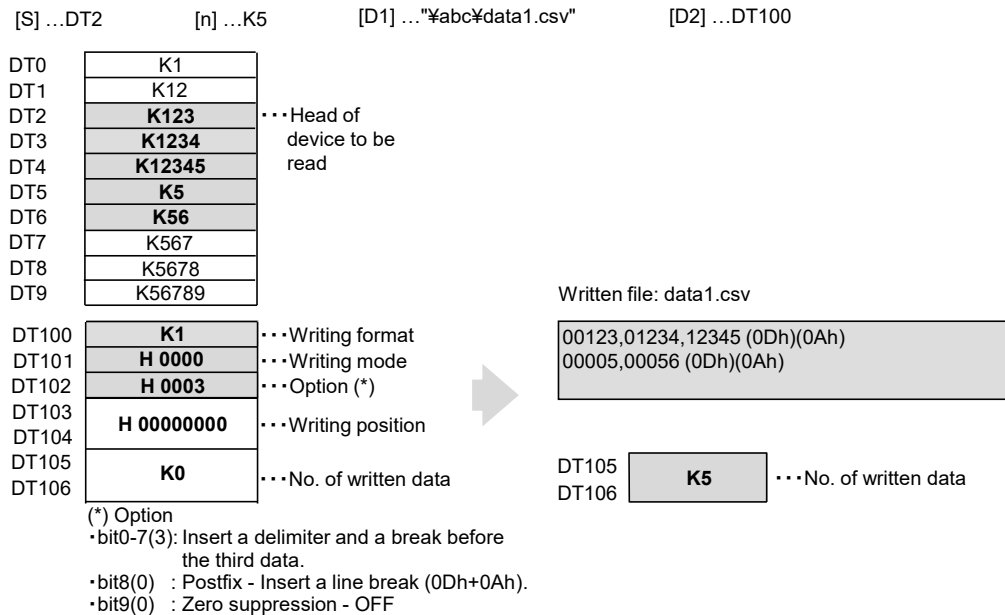 [S] …DT2 [n] …K5 [D1] …"¥abc¥data1.csv" [D2] …DT100
DT0 K1
DT1 K12
DT2 K123 ・・・Head of
DT3 K1234 device to be
DT4 K12345 read
DT5 K5
DT6 K56
DT7 K567
DT8 K5678
DT9 K56789
Written file: data1.csv
DT100 K1 ・・・Writing format
DT101 H 0000 ・・・Writing mode
DT102 H 0003 ・・・Option (*)
DT103
DT104
H 00000000 ・・・Writing position
DT105
DT106
K0 ・・・No. of written data
00123,01234,12345 (0Dh)(0Ah)
00005,00056 (0Dh)(0Ah)
DT105
DT106
K5 ・・・No. of written data
(*) Option
・bit0-7(3): Insert a delimiter and a break before
the third data.
・bit8(0) : Postfix - Insert a line break (0Dh+0Ah).
・bit9(0) : Zero suppression - OFF